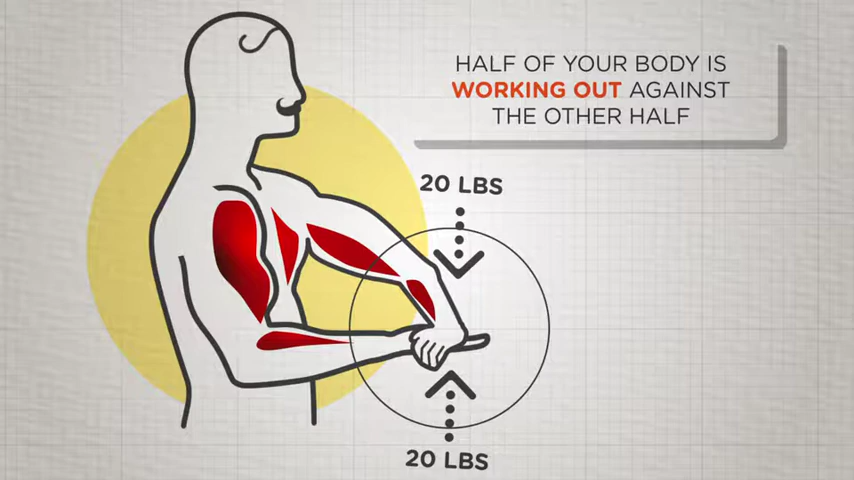 HALF OF YOUR BODY IS
WORKING OUT AGAINST
THE OTHER HALF
20 LBS
20 LBS